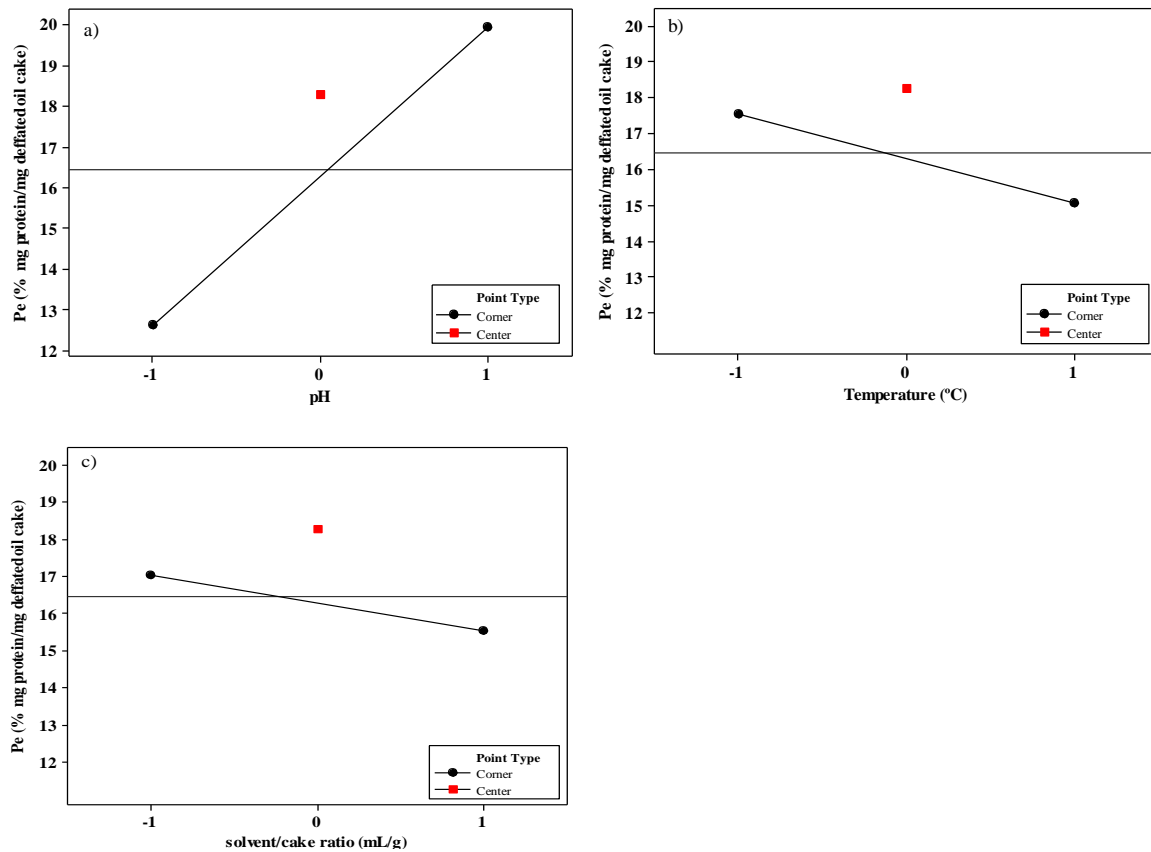 a)
Pe (% mg protein/mg deffated oil cake)
20
19
18
17
16
15
14
13
12
-1
0
1
pH
Point Type
Corner
Center
b)
Pe (% mg protein/mg deffated oil cake)
20
19
18
17
16
15
14
13
12
-1
0
1
Temperature (ºC)
Point Type
Corner
Center
c)
Pe (% mg protein/mg deffated oil cake)
20
19
18
17
16
15
14
13
12
-1
0
1
solvent/cake ratio (mL/g)
Point Type
Corner
Center